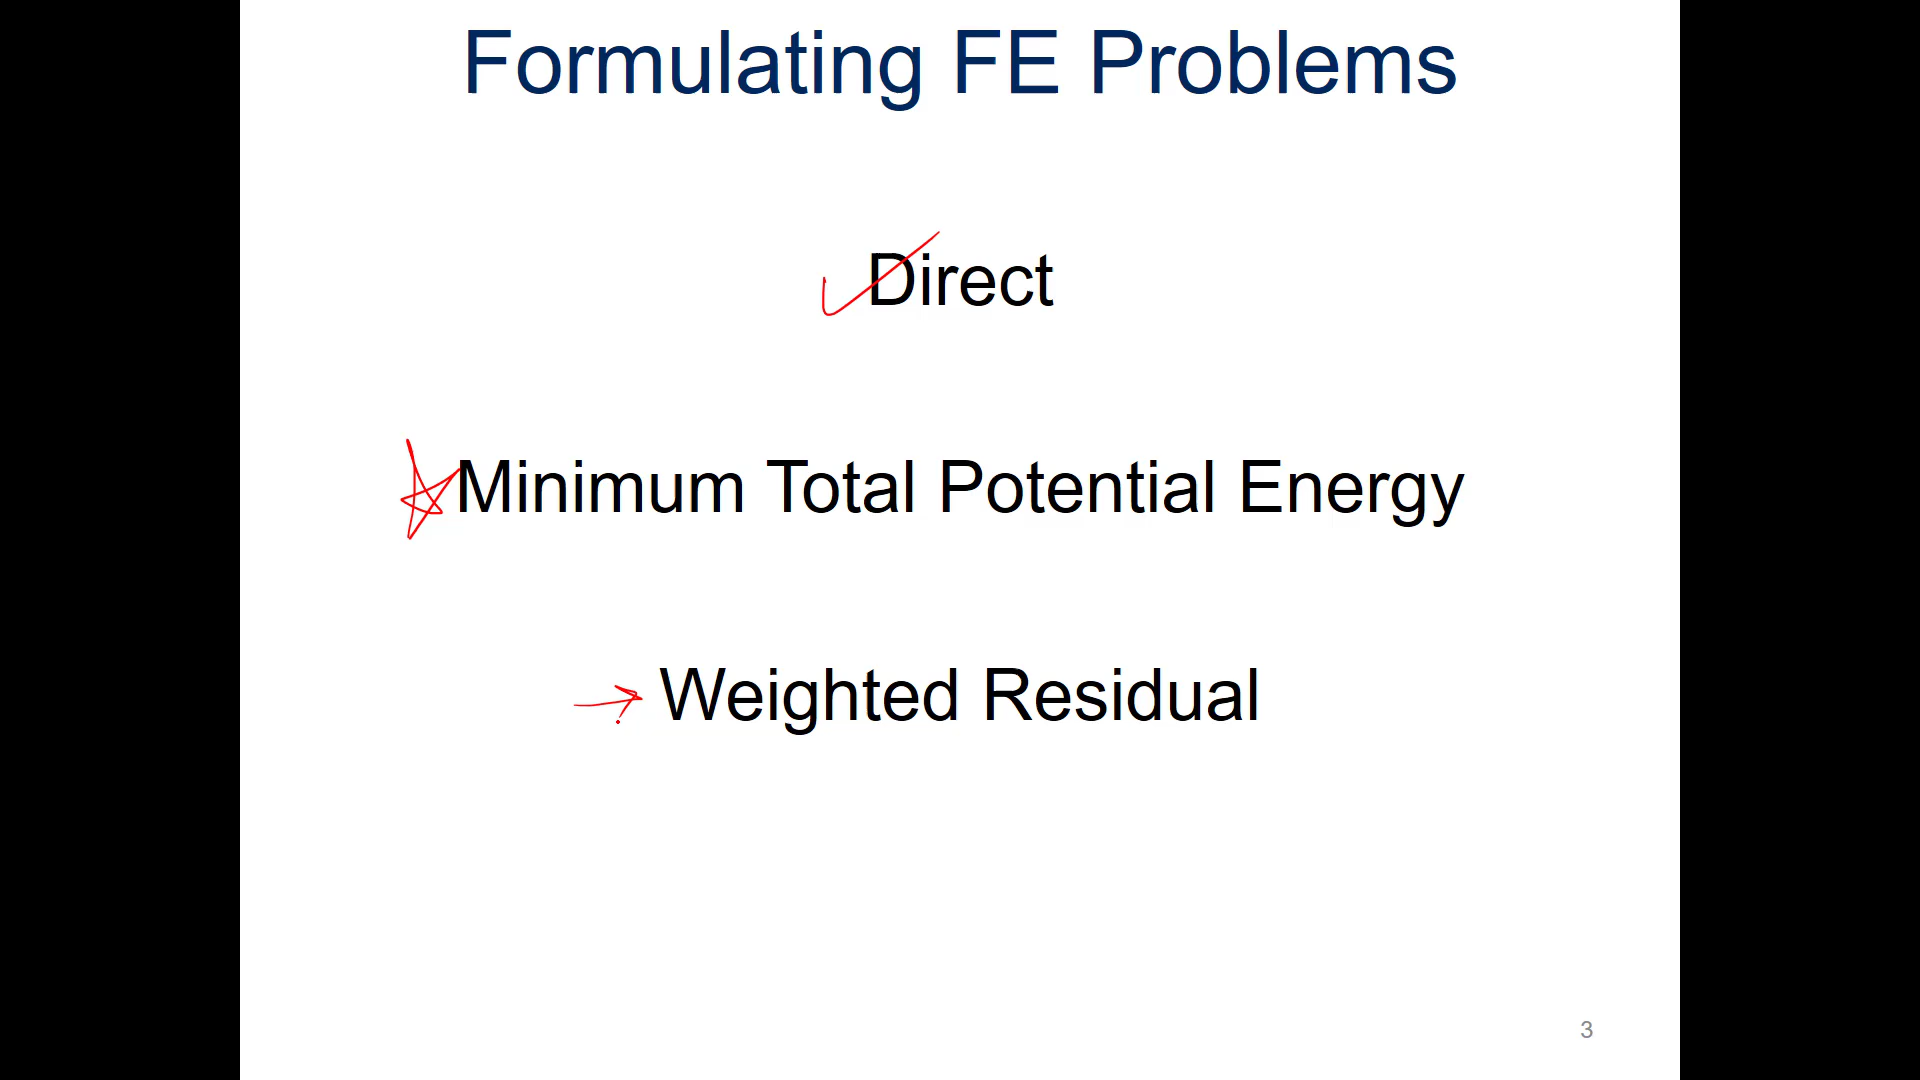 Formulating FE Problems
Direct
Minimum Total Potential Energy
Weighted Residual
3